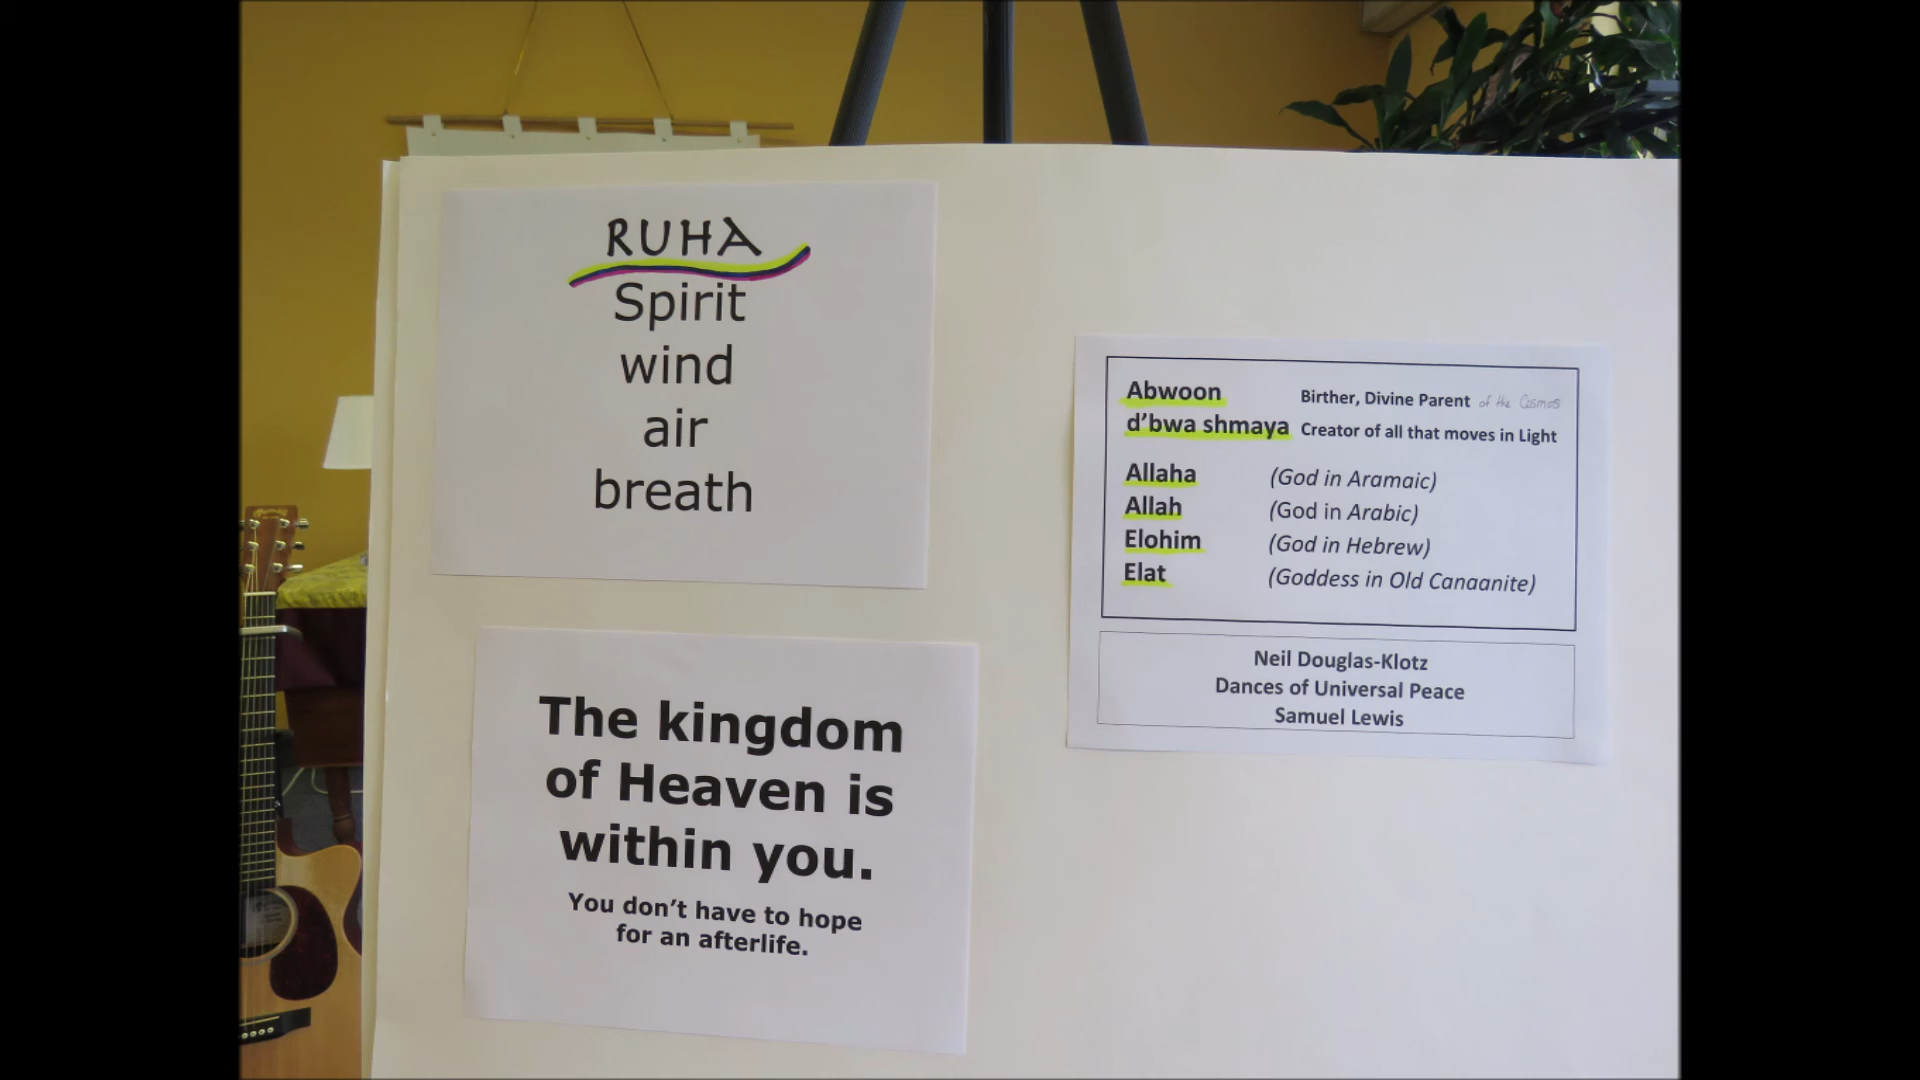 RUHA
Spirit
wind
air
breath
The kingdom
of Heaven is
within you.
You don't have to hope
for an afterlife.
Abwoon Birther, Divine Parent of the Cosmos
d'bwa shmaya Creator of all that moves in Light
Allaha (God in Aramaic)
Allah (God in Arabic)
Elohim (God in Hebrew)
Elat (Goddess in Old Canaanite)
Neil Douglas-Klotz
Dances of Universal Peace
Samuel Lewis